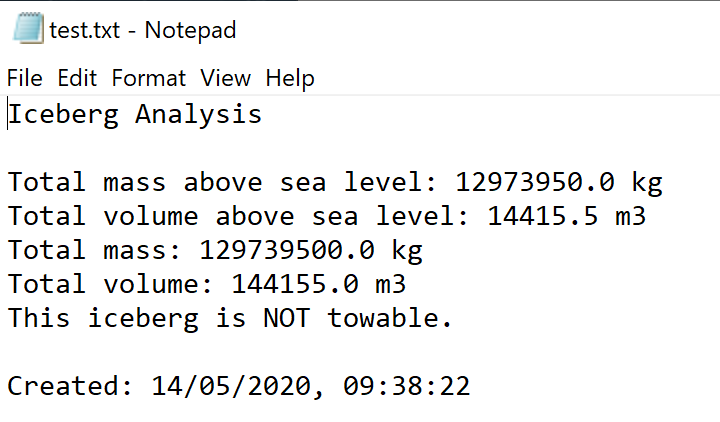 test.txt - Notepad
File Edit Format View Help
Iceberg Analysis
Total mass above sea level: 12973950.0 kg
Total volume above sea level: 14415.5 m3
Total mass: 129739500.0 kg
Total volume: 144155.0 m3
This iceberg is NOT towable.
Created: 14/05/2020, 09:38:22